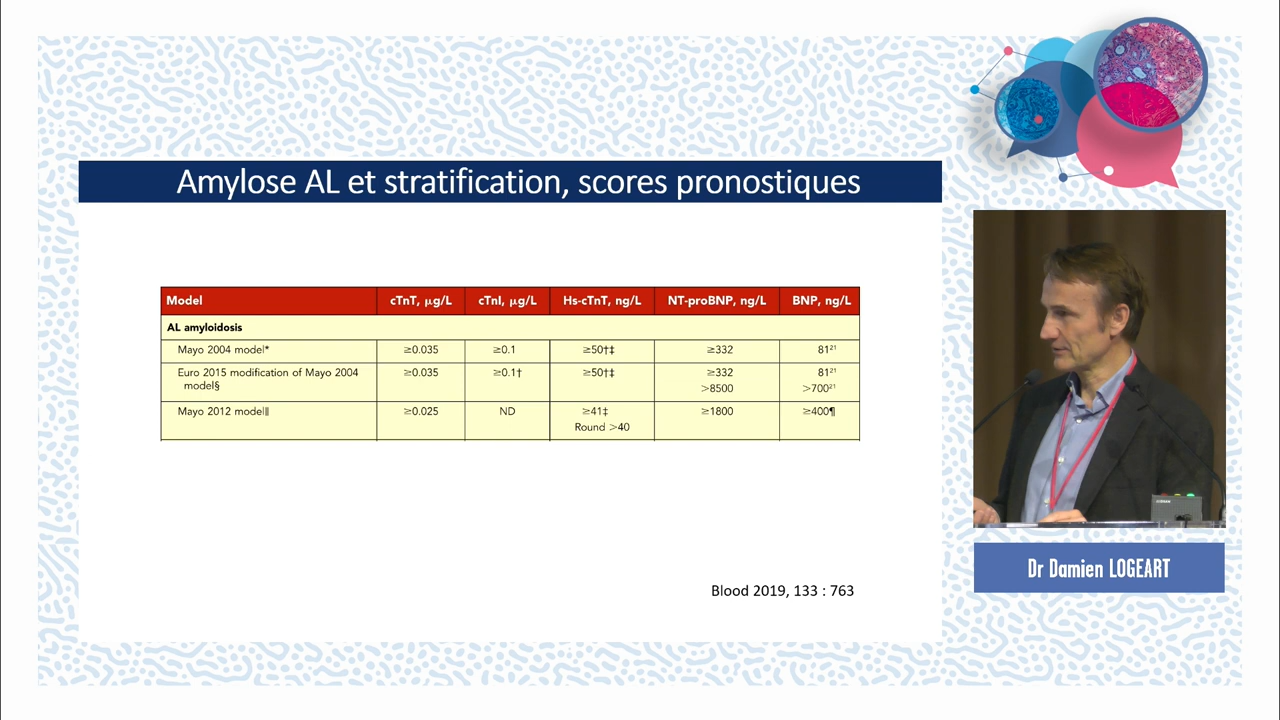 Amylose AL et stratification, scores pronostiques
Model cTnT, μg/L cTnI, μg/L Hs-cTnT, ng/L NT-proBNP, ng/L BNP, ng/L
AL amyloidosis
Mayo 2004 model* ≥0.035 ≥0.1 ≥50†‡ ≥332 81²¹
Euro 2015 modification of Mayo 2004 ≥0.035 ≥0.1† ≥50†‡ ≥332 81²¹
model§ >8500 >700²¹
Mayo 2012 model‖ ≥0.025 ND ≥41‡ ≥1800 ≥400¶
Round >40
Blood 2019, 133 : 763
Dr Damien LOGEART